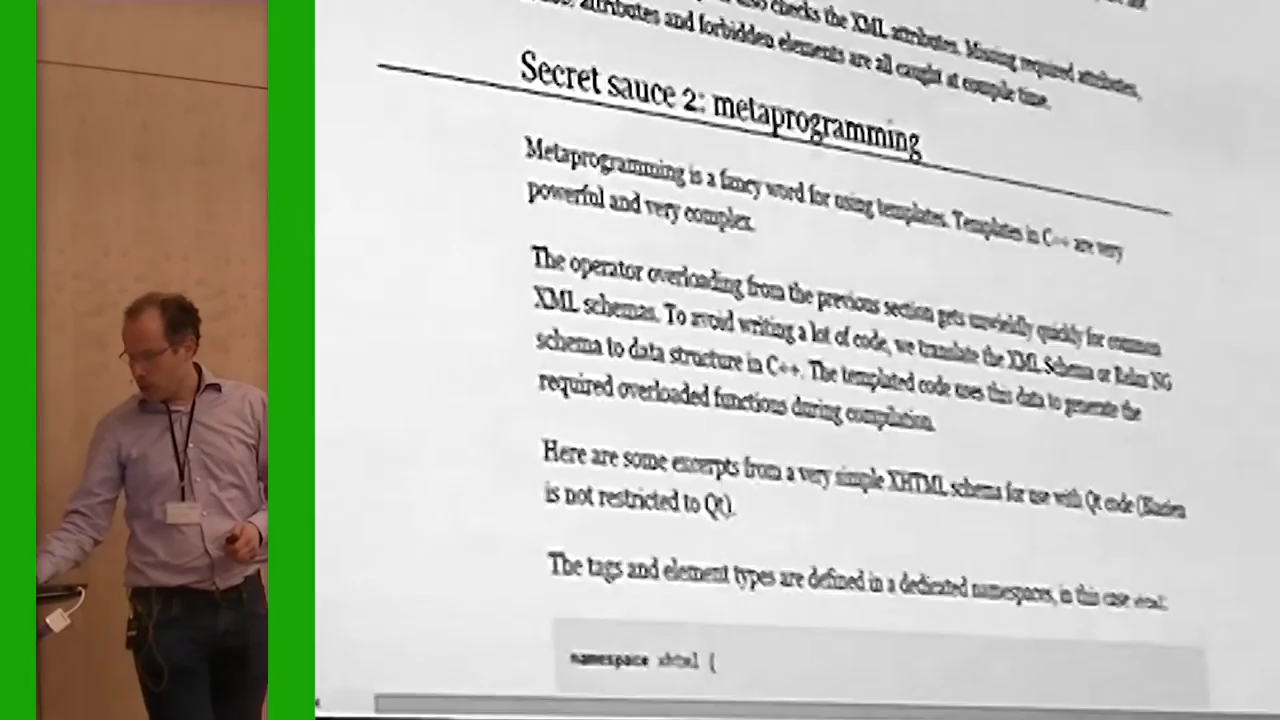 checks the XML attributes. Missing required attributes,
attributes and forbidden elements are all caught at compile time.
Secret sauce 2: metaprogramming
Metaprogramming is a fancy word for using templates. Templates in C++ are very
powerful and very complex.
The operator overloading from the previous section gets unwieldly quickly for common
XML schemas. To avoid writing a lot of code, we translate the XML Schema or Relax NG
schema to data structure in C++. The templated code uses this data to generate the
required overloaded functions during compilation.
Here are some excerpts from a very simple XHTML schema for use with Qt code (Blasien
is not restricted to Qt).
The tags and element types are defined in a dedicated namespaces, in this case xhtml:
namespace xhtml {